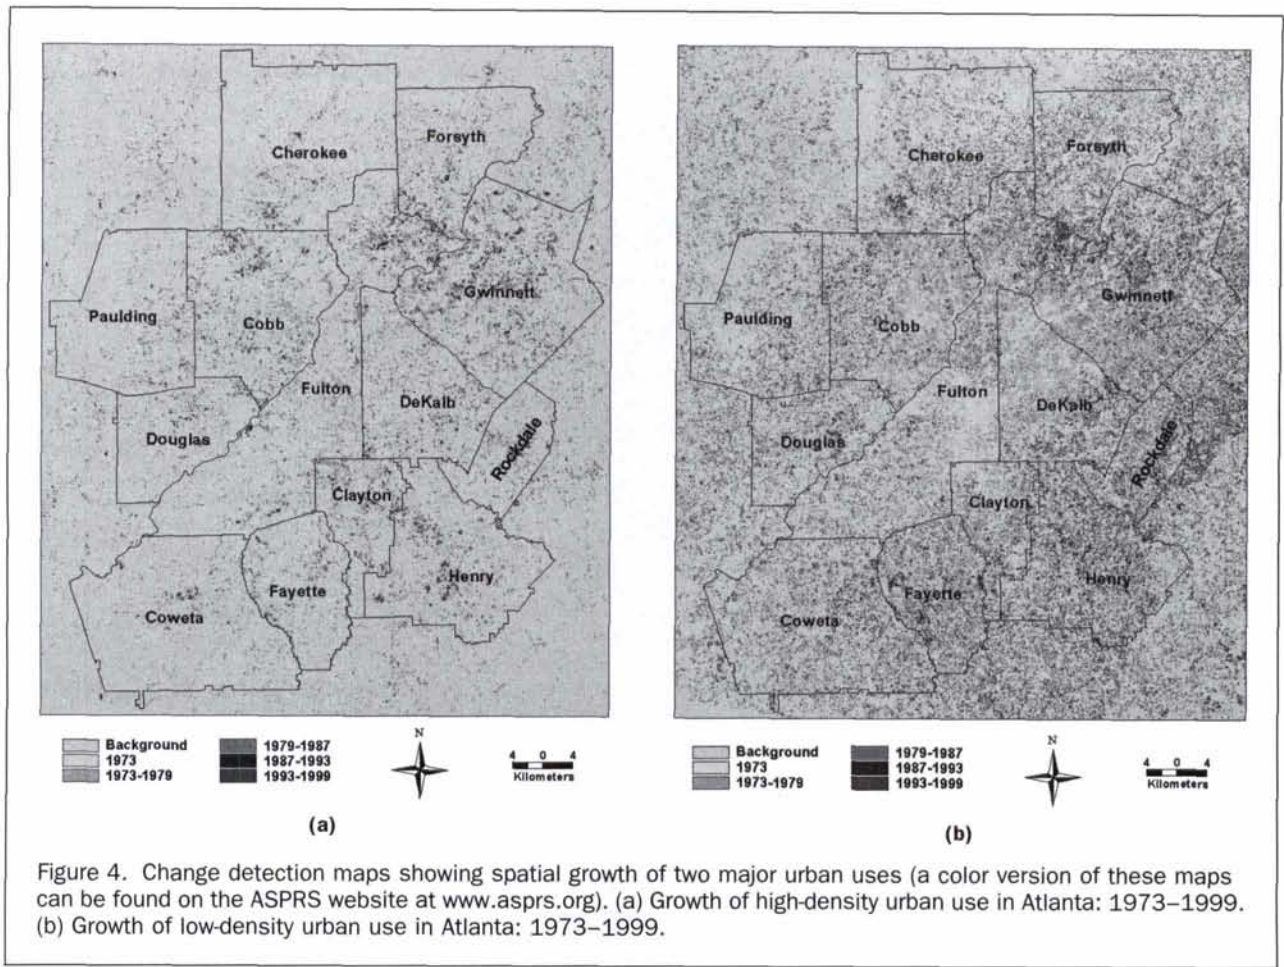 Cherokee
Forsyth
Paulding
Cobb
Gwinnett
Fulton
DeKalb
Douglas
Rockdale
Clayton
Henry
Fayette
Coweta
Background
1973
1973-1979
1979-1987
1987-1993
1993-1999
N
4 0 4
Kilometers
(a)
Cherokee
Forsyth
Paulding
Cobb
Gwinnett
Fulton
DeKalb
Douglas
Rockdale
Clayton
Henry
Fayette
Coweta
Background
1973
1973-1979
1979-1987
1987-1993
1993-1999
N
4 0 4
Kilometers
(b)
Figure 4. Change detection maps showing spatial growth of two major urban uses (a color version of these maps
can be found on the ASPRS website at www.asprs.org). (a) Growth of high-density urban use in Atlanta: 1973–1999.
(b) Growth of low-density urban use in Atlanta: 1973–1999.